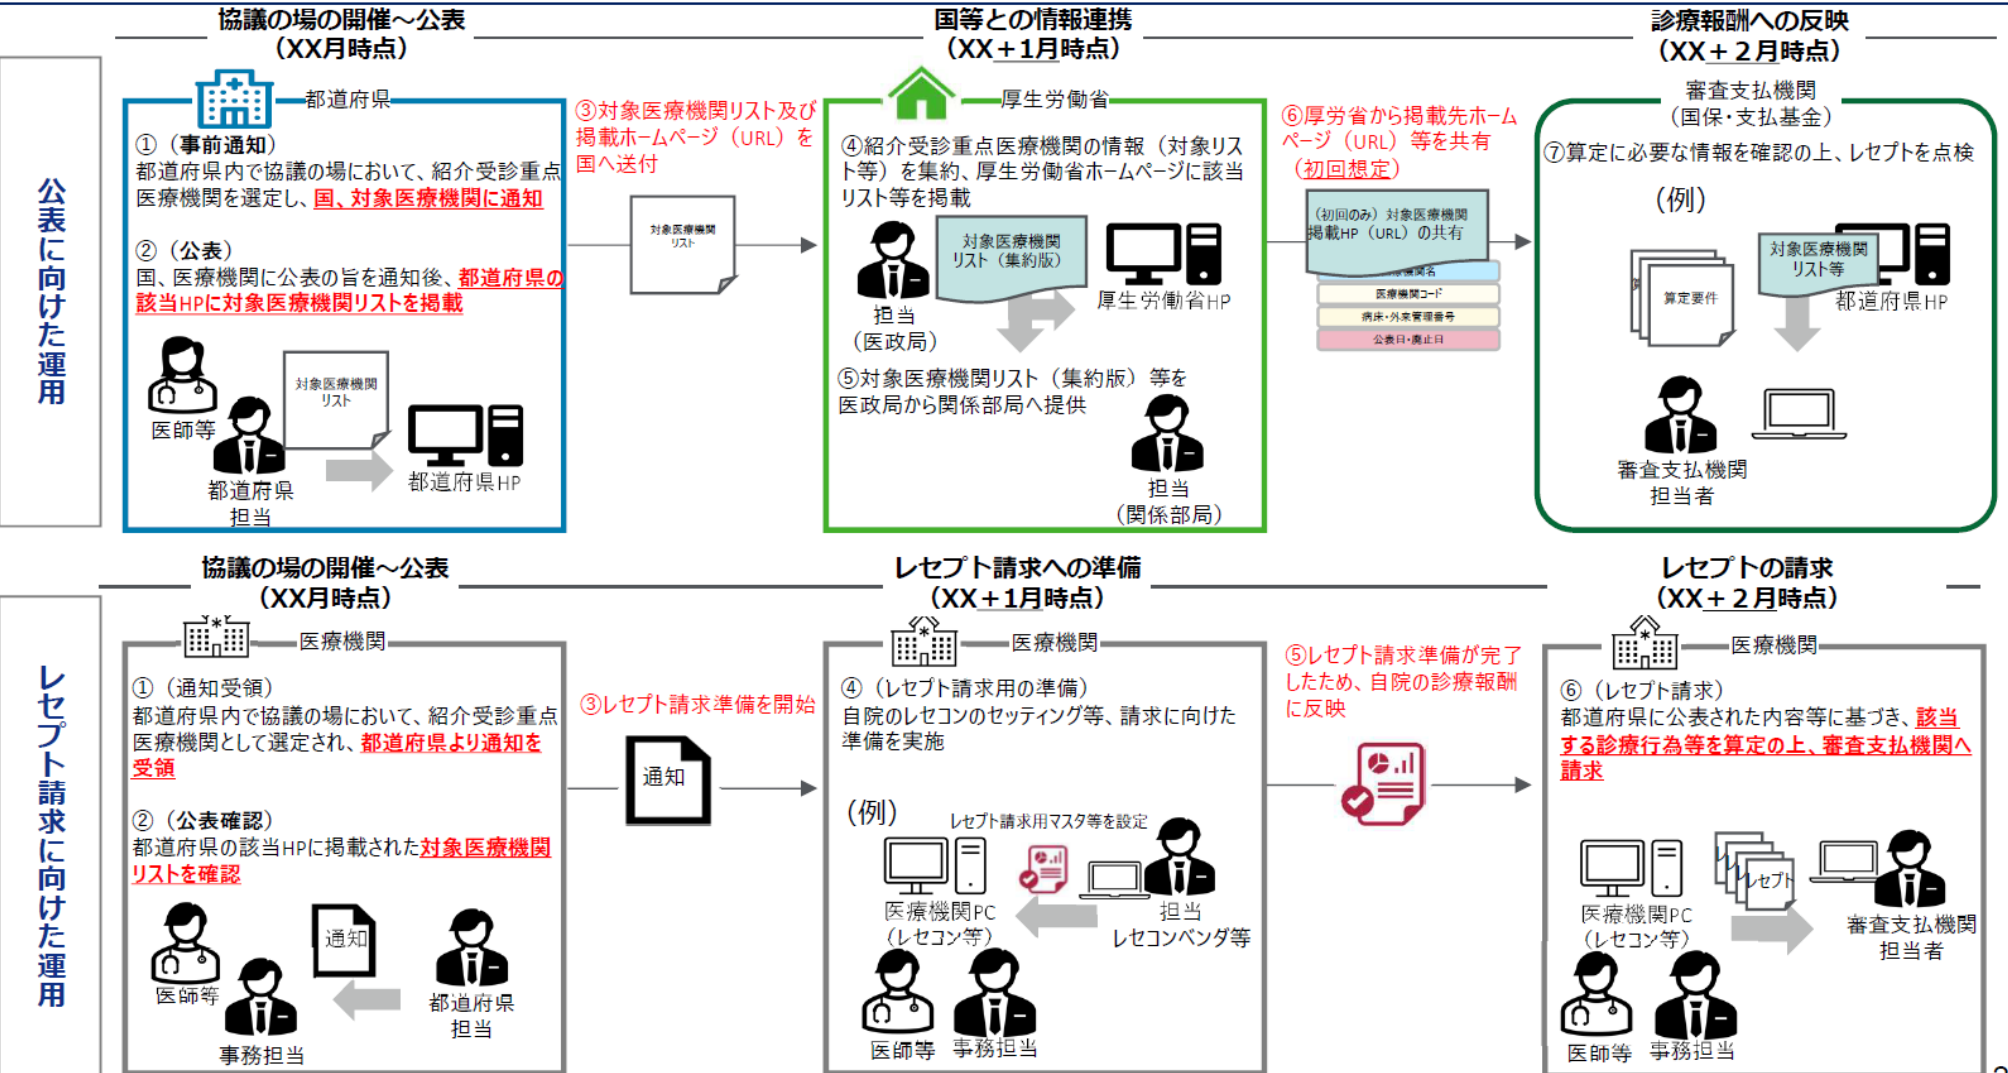 公表に向けた運用
協議の場の開催～公表
（XX月時点）
都道府県
①（事前通知）
都道府県内で協議の場において、紹介受診重点
医療機関を選定し、国、対象医療機関に通知
②（公表）
国、医療機関に公表の旨を通知後、都道府県の
該当HPに対象医療機関リストを掲載
医師等
対象医療機関
リスト
都道府県
担当
都道府県HP
③対象医療機関リスト及び
掲載ホームページ（URL）を
国へ送付
対象医療機関
リスト
国等との情報連携
（XX＋1月時点）
厚生労働省
④紹介受診重点医療機関の情報（対象リス
ト等）を集約、厚生労働省ホームページに該当
リスト等を掲載
対象医療機関
リスト（集約版）
担当
（医政局）
厚生労働省HP
⑤対象医療機関リスト（集約版）等を
医政局から関係部局へ提供
担当
（関係部局）
⑥厚労省から掲載先ホーム
ページ（URL）等を共有
（初回想定）
（初回のみ）対象医療機関
掲載HP（URL）の共有
機関名
医療機関コード
病床・外来管理番号
公表日・廃止日
診療報酬への反映
（XX＋２月時点）
審査支払機関
（国保・支払基金）
⑦算定に必要な情報を確認の上、レセプトを点検
（例）
算定要件
対象医療機関
リスト等
都道府県HP
審査支払機関
担当者
レセプト請求に向けた運用
協議の場の開催～公表
（XX月時点）
医療機関
①（通知受領）
都道府県内で協議の場において、紹介受診重点
医療機関として選定され、都道府県より通知を
受領
②（公表確認）
都道府県の該当HPに掲載された対象医療機関
リストを確認
医師等
通知
事務担当
都道府県
担当
③レセプト請求準備を開始
通知
レセプト請求への準備
（XX＋1月時点）
医療機関
④（レセプト請求用の準備）
自院のレセコンのセッティング等、請求に向けた
準備を実施
（例）
レセプト請求用マスタ等を設定
医療機関PC
（レセコン等）
担当
レセコンベンダ等
医師等
事務担当
⑤レセプト請求準備が完了
したため、自院の診療報酬
に反映
レセプトの請求
（XX＋２月時点）
医療機関
⑥（レセプト請求）
都道府県に公表された内容等に基づき、該当
する診療行為等を算定の上、審査支払機関へ
請求
レセプト
医療機関PC
（レセコン等）
審査支払機関
担当者
医師等
事務担当